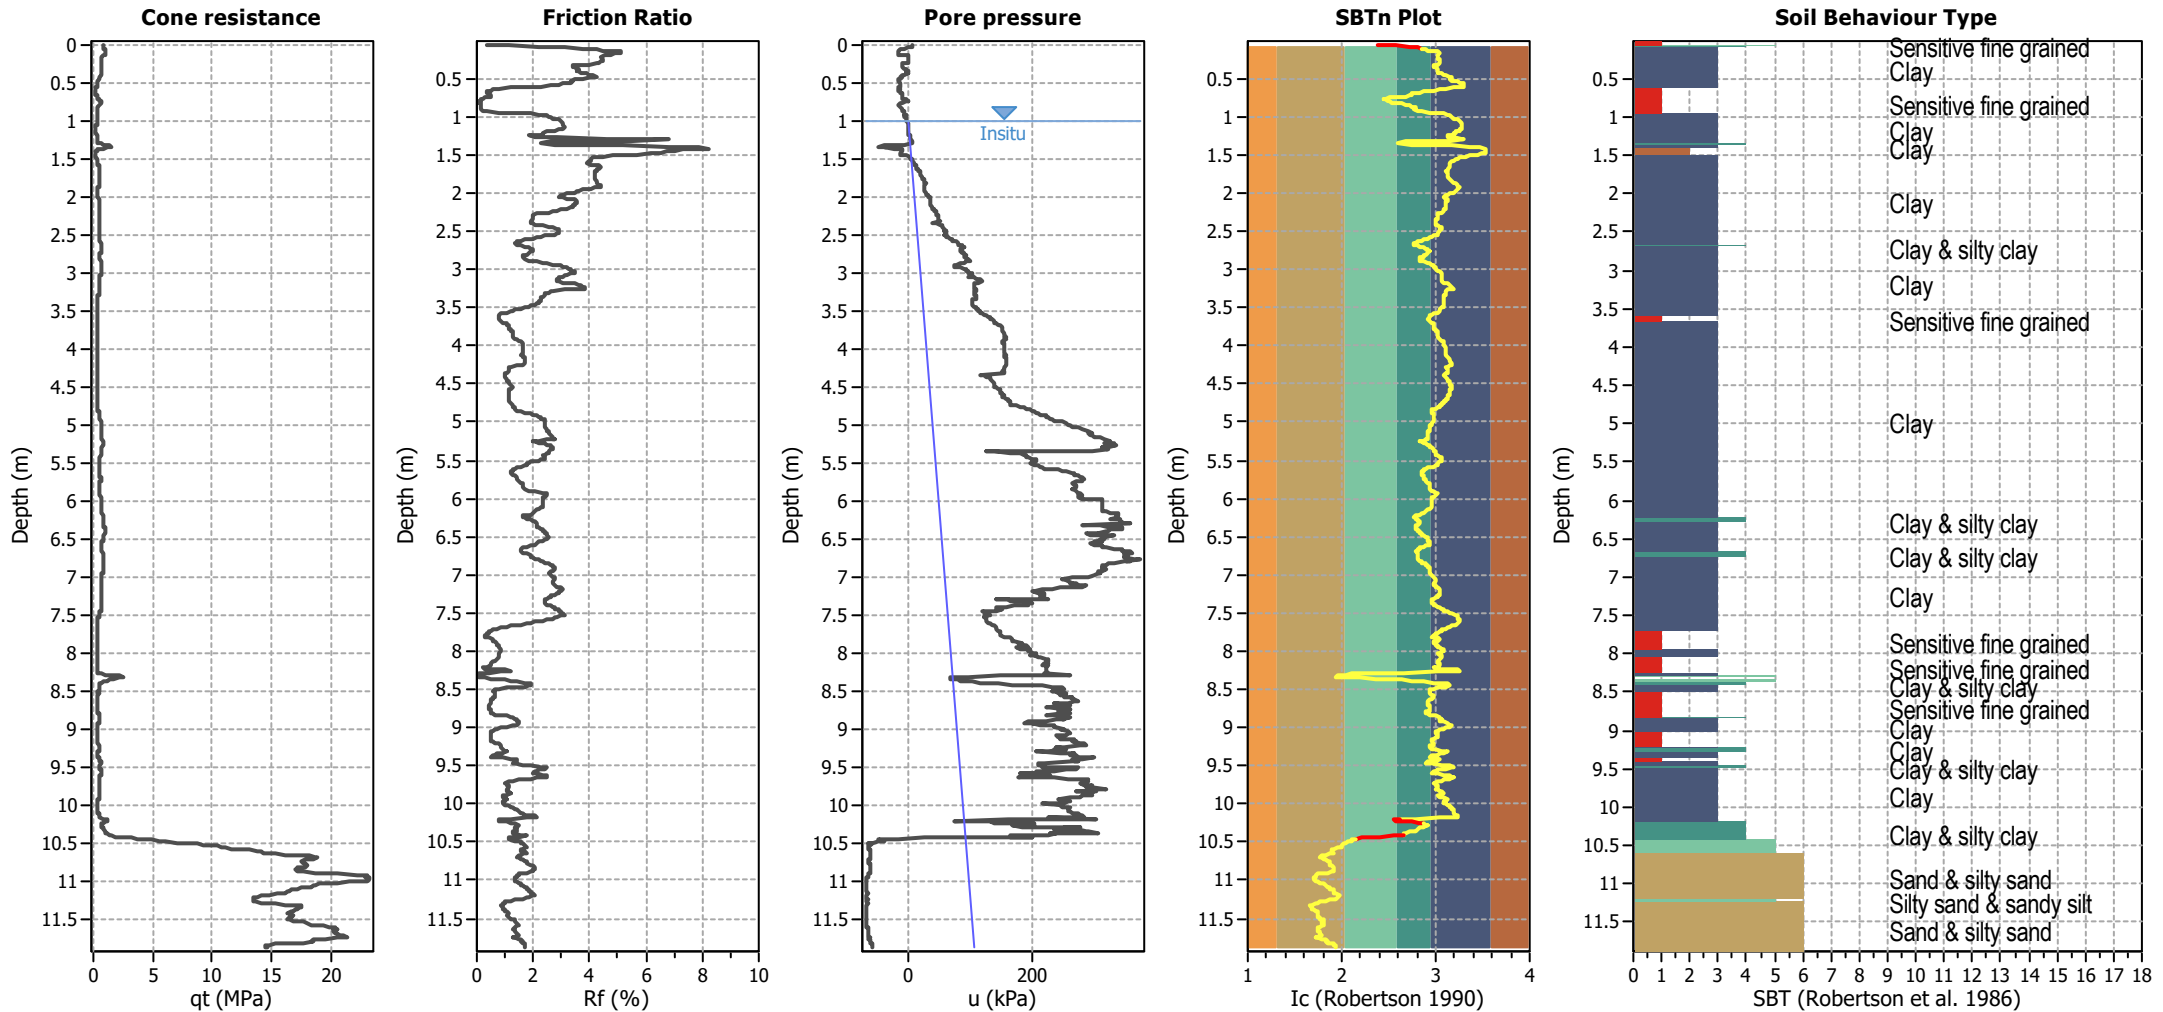 Cone resistance
Depth (m)
0
0.5
1
1.5
2
2.5
3
3.5
4
4.5
5
5.5
6
6.5
7
7.5
8
8.5
9
9.5
10
10.5
11
11.5
0 5 10 15 20
qt (MPa)
Friction Ratio
Depth (m)
0.5
1
1.5
2
2.5
3
3.5
4
4.5
5
5.5
6
6.5
7
7.5
8
8.5
9
9.5
10
10.5
11
11.5
0 2 4 6 8 10
Rf (%)
Pore pressure
Insitu
Depth (m)
0
0.5
1
1.5
2
2.5
3
3.5
4
4.5
5
5.5
6
6.5
7
7.5
8
8.5
9
9.5
10
10.5
11
11.5
0 200
u (kPa)
SBTn Plot
Depth (m)
0.5
1
1.5
2
2.5
3
3.5
4
4.5
5
5.5
6
6.5
7
7.5
8
8.5
9
9.5
10
10.5
11
11.5
1 2 3 4
Ic (Robertson 1990)
Soil Behaviour Type
Depth (m)
0.5
1
1.5
2
2.5
3
3.5
4
4.5
5
5.5
6
6.5
7
7.5
8
8.5
9
9.5
10
10.5
11
11.5
Sensitive fine grained
Clay
Sensitive fine grained
Clay
Clay
Clay
Clay & silty clay
Clay
Sensitive fine grained
Clay
Clay & silty clay
Clay & silty clay
Clay
Sensitive fine grained
Sensitive fine grained
Clay & silty clay
Sensitive fine grained
Clay
Clay
Clay & silty clay
Clay
Clay & silty clay
Sand & silty sand
Silty sand & sandy silt
Sand & silty sand
0 1 2 3 4 5 6 7 8 9 10 11 12 13 14 15 16 17 18
SBT (Robertson et al. 1986)